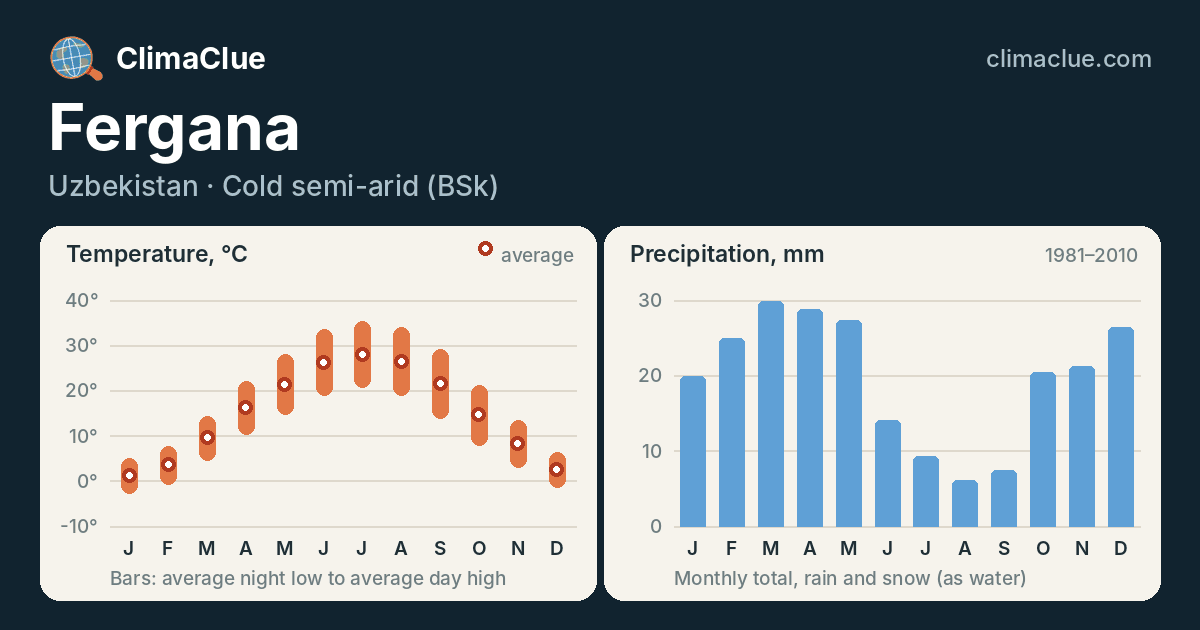 ClimaClue
climaclue.com
Fergana
Uzbekistan · Cold semi-arid (BSk)
Temperature, °C
average
40°
30°
20°
10°
0°
-10°
J F M A M J J A S O N D
Bars: average night low to average day high
Precipitation, mm
1981–2010
30
20
10
0
J F M A M J J A S O N D
Monthly total, rain and snow (as water)